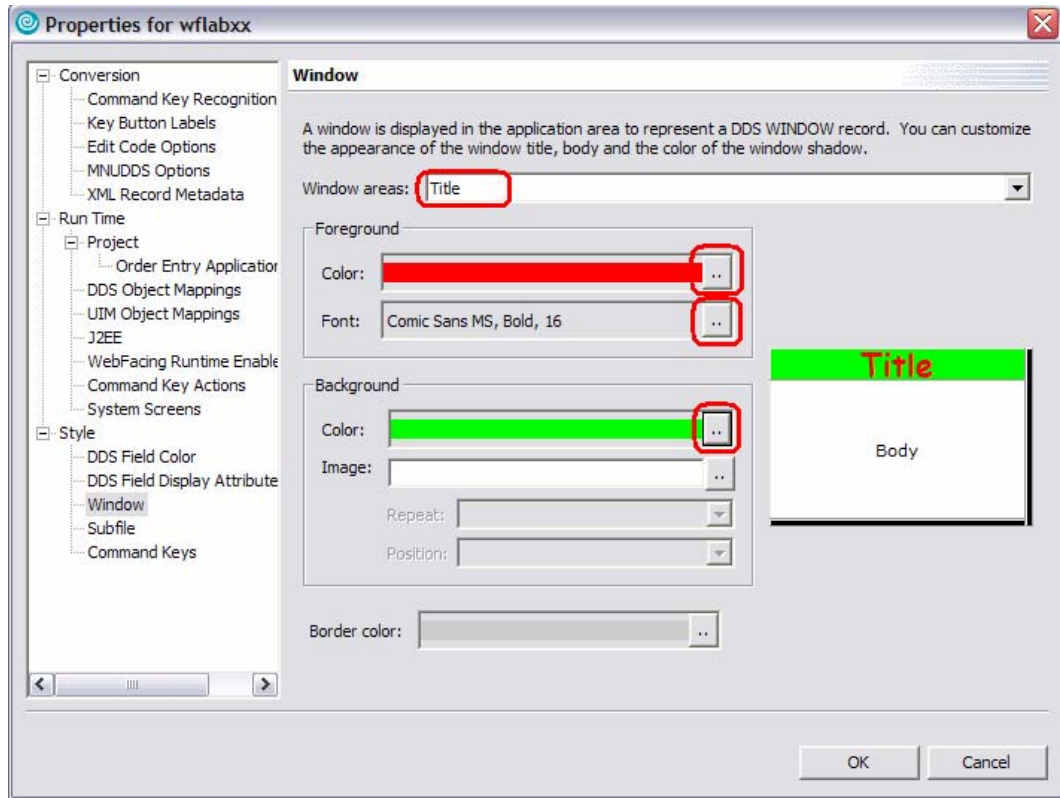 Properties for wflabxx
Conversion
Command Key Recognition
Key Button Labels
Edit Code Options
MNUDDS Options
XML Record Metadata
Run Time
Project
Order Entry Application
DDS Object Mappings
UIM Object Mappings
J2EE
WebFacing Runtime Enable
Command Key Actions
System Screens
Style
DDS Field Color
DDS Field Display Attribute
Window
Subfile
Command Keys
Window
A window is displayed in the application area to represent a DDS WINDOW record. You can customize
the appearance of the window title, body and the color of the window shadow.
Window areas: Title
Foreground
Color: ..
Font: Comic Sans MS, Bold, 16 ..
Background
Color: ..
Image: ..
Repeat:
Position:
Border color: ..
Title
Body
OK Cancel